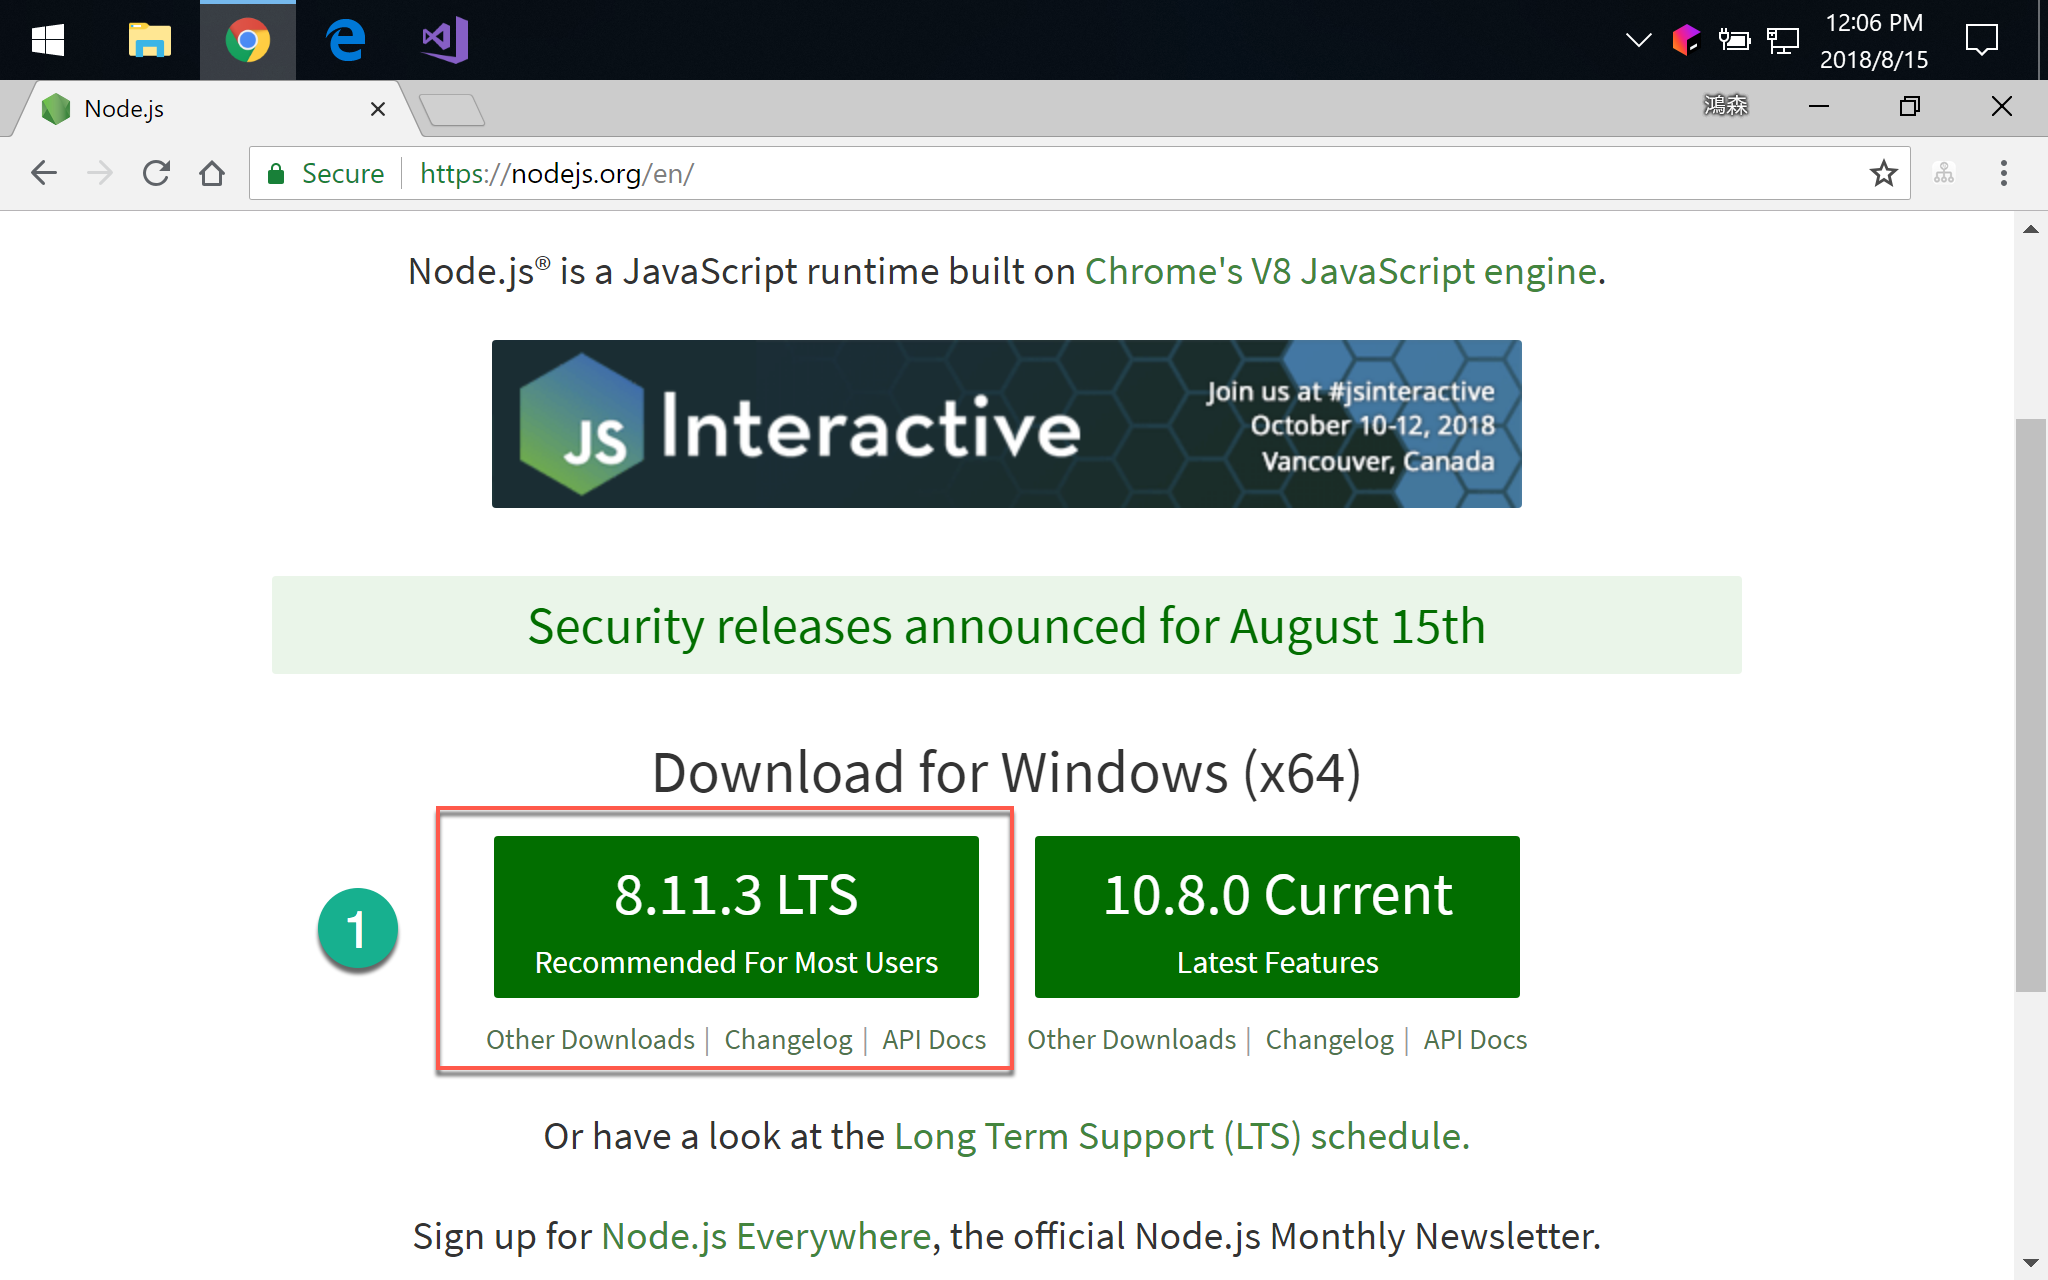 12:06 PM
2018/8/15
Node.js
鴻森
Secure
https://nodejs.org/en/
Node.js® is a JavaScript runtime built on Chrome's V8 JavaScript engine.
JS Interactive
Join us at #jsinteractive
October 10-12, 2018
Vancouver, Canada
Security releases announced for August 15th
Download for Windows (x64)
1
8.11.3 LTS
Recommended For Most Users
Other Downloads | Changelog | API Docs
10.8.0 Current
Latest Features
Other Downloads | Changelog | API Docs
Or have a look at the Long Term Support (LTS) schedule.
Sign up for Node.js Everywhere, the official Node.js Monthly Newsletter.